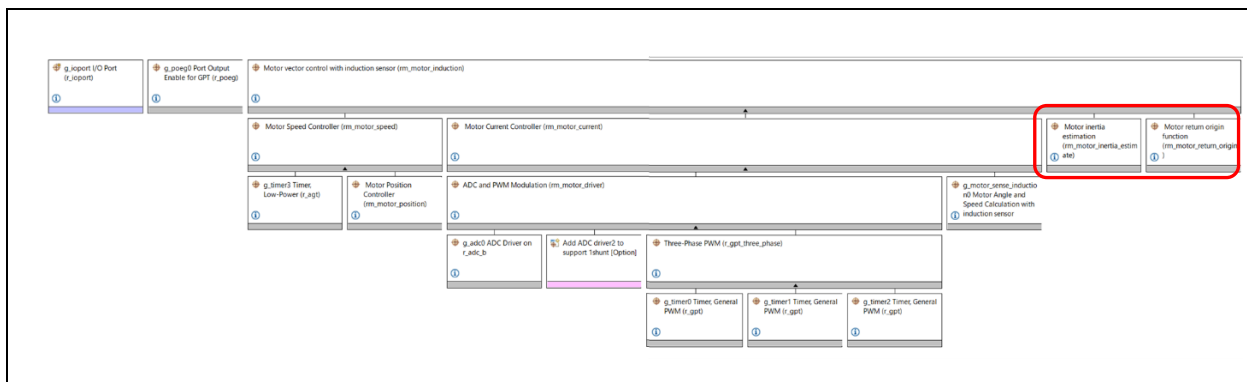 g_ioport I/O Port
(r_ioport)
g_poeg0 Port Output
Enable for GPT (r_poeg)
Motor vector control with induction sensor (rm_motor_induction)
Motor Speed Controller (rm_motor_speed)
Motor Current Controller (rm_motor_current)
Motor inertia
estimation
(rm_motor_inertia_estim
ate)
Motor return origin
function
(rm_motor_return_origin
)
g_timer3 Timer,
Low-Power (r_agt)
Motor Position
Controller
(rm_motor_position)
ADC and PWM Modulation (rm_motor_driver)
g_motor_sense_inductio
n0 Motor Angle and
Speed Calculation with
induction sensor
g_adc0 ADC Driver on
r_adc_b
Add ADC driver2 to
support 1shunt [Option]
Three-Phase PWM (r_gpt_three_phase)
g_timer0 Timer, General
PWM (r_gpt)
g_timer1 Timer, General
PWM (r_gpt)
g_timer2 Timer, General
PWM (r_gpt)